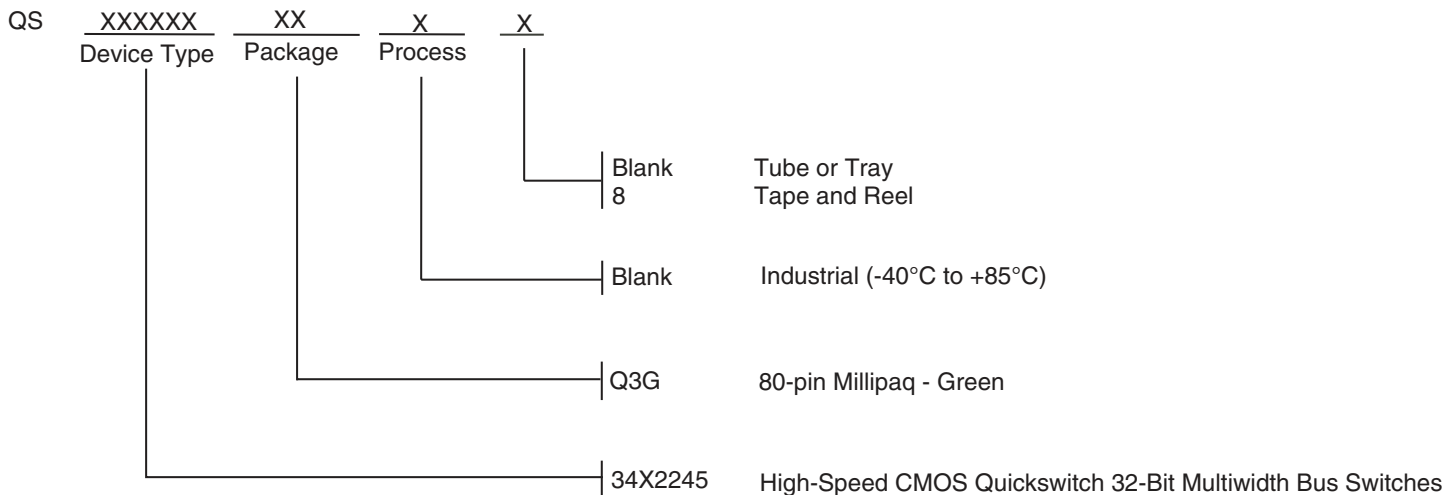 QS XXXXXX XX X X
Device Type Package Process
Blank Tube or Tray
8 Tape and Reel
Blank Industrial (-40°C to +85°C)
Q3G 80-pin Millipaq - Green
34X2245 High-Speed CMOS Quickswitch 32-Bit Multiwidth Bus Switches